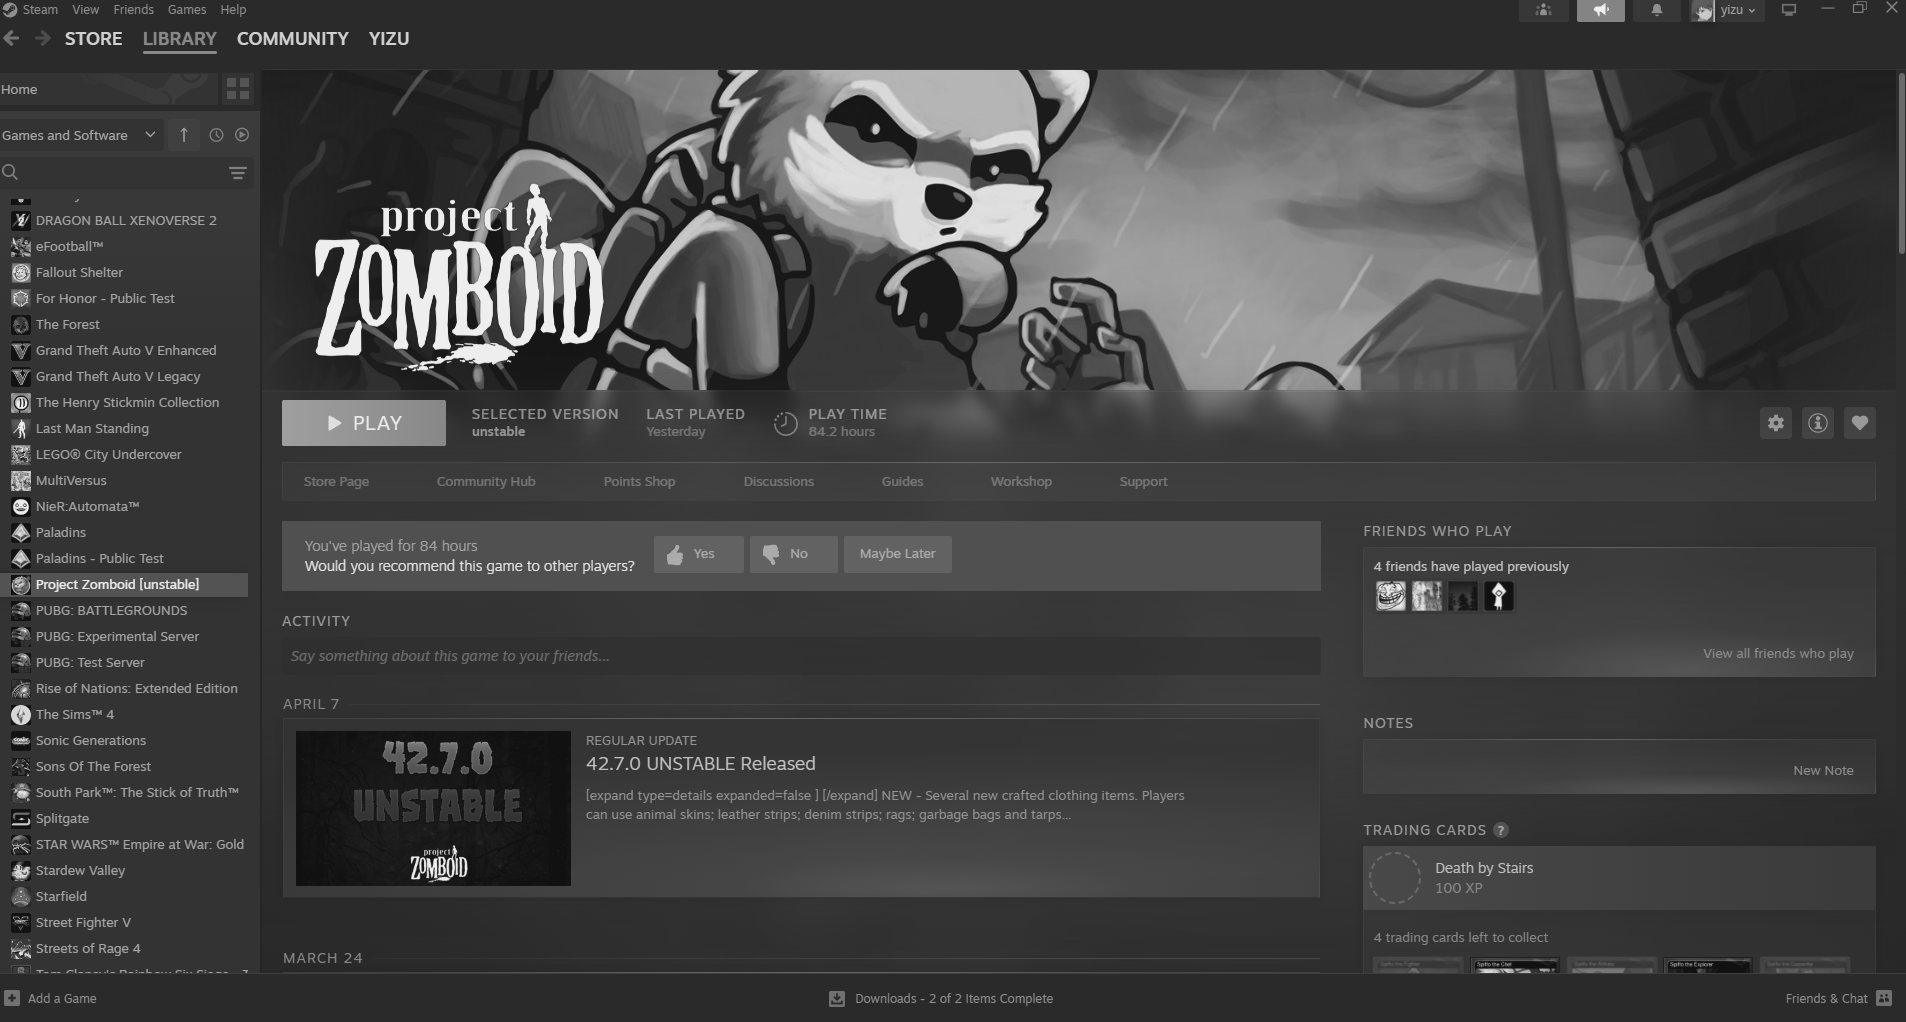 Steam View Friends Games Help
yizu
STORE LIBRARY COMMUNITY YIZU
Home
Games and Software
DRAGON BALL XENOVERSE 2
eFootball™
Fallout Shelter
For Honor - Public Test
The Forest
Grand Theft Auto V Enhanced
Grand Theft Auto V Legacy
The Henry Stickmin Collection
Last Man Standing
LEGO® City Undercover
MultiVersus
NieR:Automata™
Paladins
Paladins - Public Test
Project Zomboid [unstable]
PUBG: BATTLEGROUNDS
PUBG: Experimental Server
PUBG: Test Server
Rise of Nations: Extended Edition
The Sims™ 4
Sonic Generations
Sons Of The Forest
South Park™: The Stick of Truth™
Splitgate
STAR WARS™ Empire at War: Gold
Stardew Valley
Starfield
Street Fighter V
Streets of Rage 4
project
ZOMBOID
PLAY
SELECTED VERSION
unstable
LAST PLAYED
Yesterday
PLAY TIME
84.2 hours
Store Page Community Hub Points Shop Discussions Guides Workshop Support
You've played for 84 hours
Would you recommend this game to other players?
Yes No Maybe Later
ACTIVITY
Say something about this game to your friends...
APRIL 7
42.7.0
UNSTABLE
project
ZOMBOID
REGULAR UPDATE
42.7.0 UNSTABLE Released
[expand type=details expanded=false ] [/expand] NEW - Several new crafted clothing items. Players
can use animal skins; leather strips; denim strips; rags; garbage bags and tarps...
MARCH 24
FRIENDS WHO PLAY
4 friends have played previously
View all friends who play
NOTES
New Note
TRADING CARDS ?
Death by Stairs
100 XP
4 trading cards left to collect
Spiffo the Chef
Spiffo the Explorer
Add a Game
Downloads - 2 of 2 Items Complete
Friends & Chat